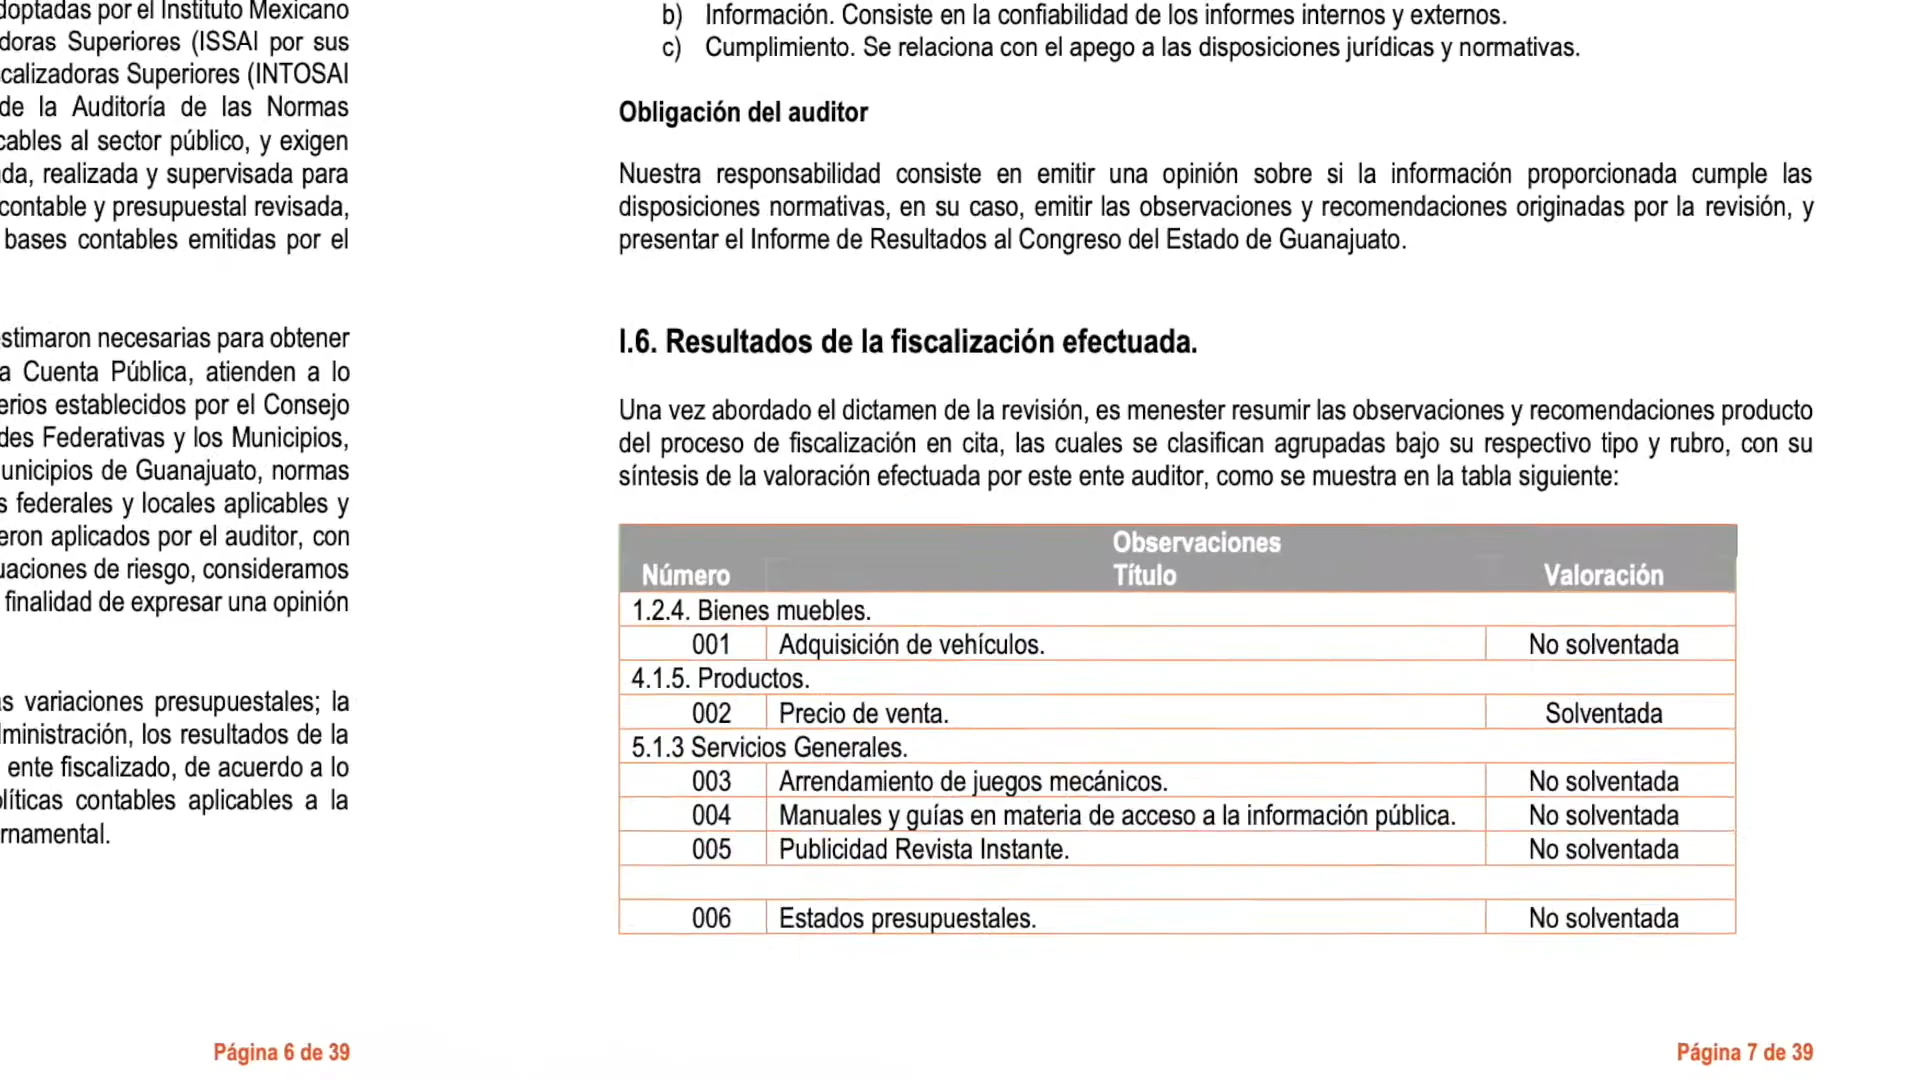 doptadas por el Instituto Mexicano
doras Superiores (ISSAI por sus
calizadoras Superiores (INTOSAI
de la Auditoría de las Normas
cables al sector público, y exigen
da, realizada y supervisada para
contable y presupuestal revisada,
bases contables emitidas por el
stimaron necesarias para obtener
a Cuenta Pública, atienden a lo
erios establecidos por el Consejo
des Federativas y los Municipios,
unicipios de Guanajuato, normas
s federales y locales aplicables y
eron aplicados por el auditor, con
uaciones de riesgo, consideramos
finalidad de expresar una opinión
s variaciones presupuestales; la
dministración, los resultados de la
ente fiscalizado, de acuerdo a lo
olíticas contables aplicables a la
rnamental.
Página 6 de 39
b) Información. Consiste en la confiabilidad de los informes internos y externos.
c) Cumplimiento. Se relaciona con el apego a las disposiciones jurídicas y normativas.
Obligación del auditor
Nuestra responsabilidad consiste en emitir una opinión sobre si la información proporcionada cumple las
disposiciones normativas, en su caso, emitir las observaciones y recomendaciones originadas por la revisión, y
presentar el Informe de Resultados al Congreso del Estado de Guanajuato.
I.6. Resultados de la fiscalización efectuada.
Una vez abordado el dictamen de la revisión, es menester resumir las observaciones y recomendaciones producto
del proceso de fiscalización en cita, las cuales se clasifican agrupadas bajo su respectivo tipo y rubro, con su
síntesis de la valoración efectuada por este ente auditor, como se muestra en la tabla siguiente:
Observaciones
Número Título Valoración
1.2.4. Bienes muebles.
001 Adquisición de vehículos. No solventada
4.1.5. Productos.
002 Precio de venta. Solventada
5.1.3 Servicios Generales.
003 Arrendamiento de juegos mecánicos. No solventada
004 Manuales y guías en materia de acceso a la información pública. No solventada
005 Publicidad Revista Instante. No solventada
006 Estados presupuestales. No solventada
Página 7 de 39